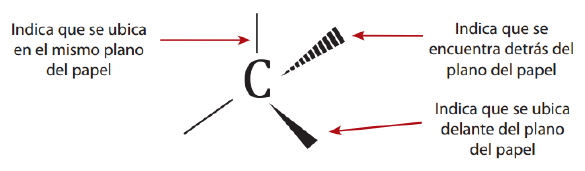 Indica que se ubica
en el mismo plano
del papel
C
Indica que se
encuentra detrás del
plano del papel
Indica que se ubica
delante del plano
del papel